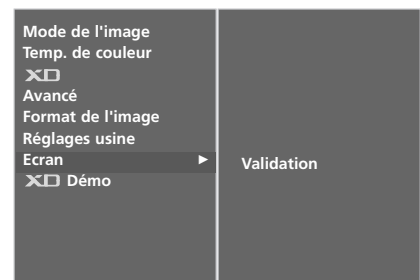 Mode de l'image
Temp. de couleur
XD
Avancé
Format de l'image
Réglages usine
Ecran ►
XD Démo
Validation